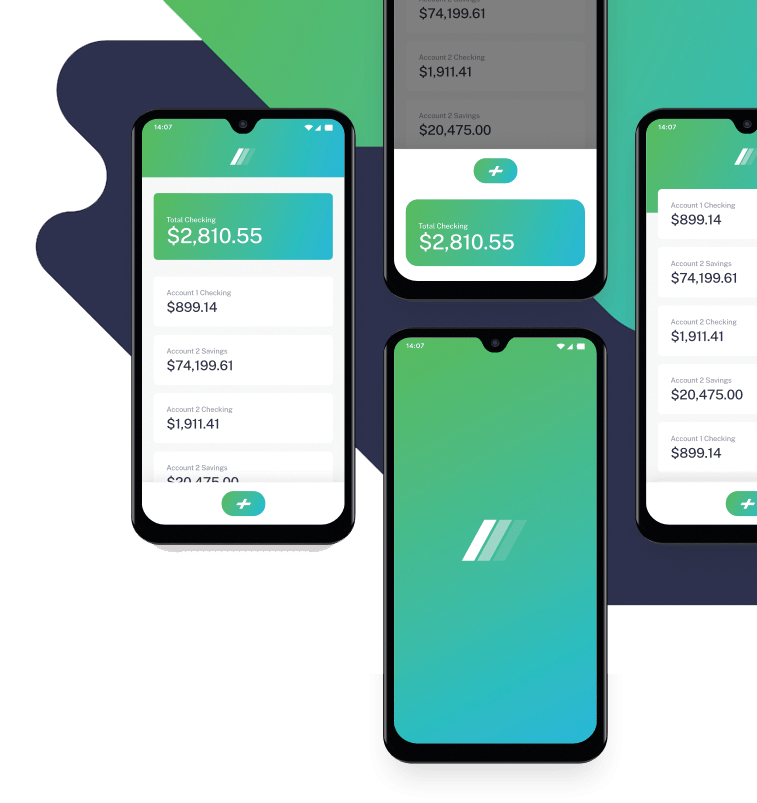 14:07
Total Checking
$2,810.55
Account 1 Checking
$899.14
Account 2 Savings
$74,199.61
Account 2 Checking
$1,911.41
Account 2 Savings
$20,475.00
$74,199.61
Account 2 Checking
$1,911.41
Account 2 Savings
$20,475.00
Total Checking
$2,810.55
14:07
14:07
Account 1 Checking
$899.14
Account 2 Savings
$74,199.61
Account 2 Checking
$1,911.41
Account 2 Savings
$20,475.00
Account 1 Checking
$899.14